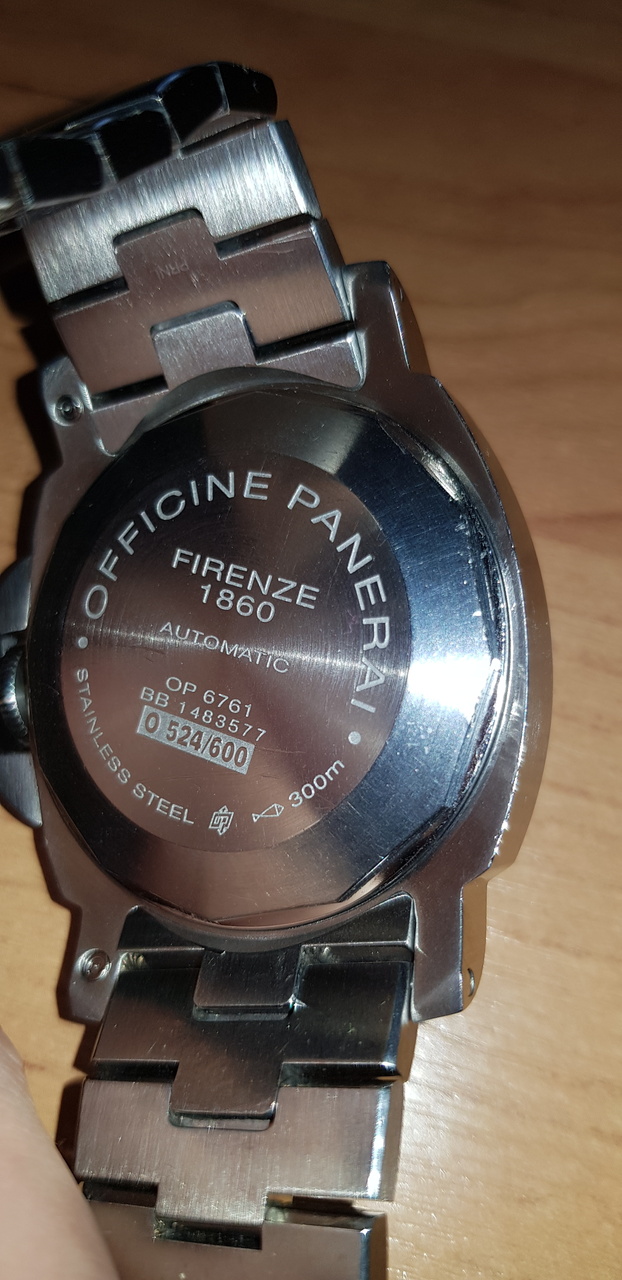 OFFICINE PANERAI
FIRENZE
1860
AUTOMATIC
OP 6761
BB 1483577
O 524/600
STAINLESS STEEL
300m